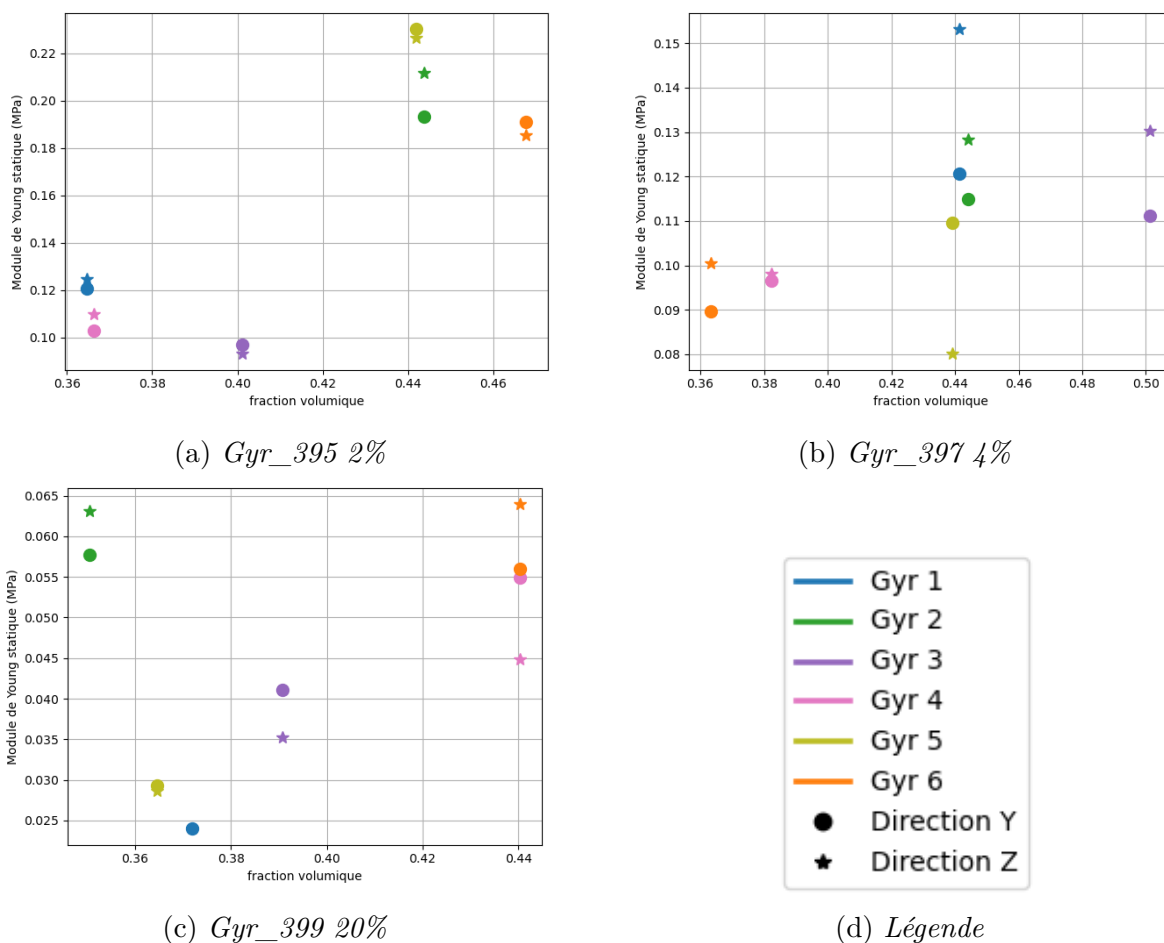 Module de Young statique (MPa)
0.22
0.20
0.18
0.16
0.14
0.12
0.10
0.36 0.38 0.40 0.42 0.44 0.46
fraction volumique
(a) Gyr_395 2%
Module de Young statique (MPa)
0.15
0.14
0.13
0.12
0.11
0.10
0.09
0.08
0.36 0.38 0.40 0.42 0.44 0.46 0.48 0.50
fraction volumique
(b) Gyr_397 4%
Module de Young statique (MPa)
0.065
0.060
0.055
0.050
0.045
0.040
0.035
0.030
0.025
0.36 0.38 0.40 0.42 0.44
fraction volumique
(c) Gyr_399 20%
Gyr 1
Gyr 2
Gyr 3
Gyr 4
Gyr 5
Gyr 6
Direction Y
Direction Z
(d) Légende